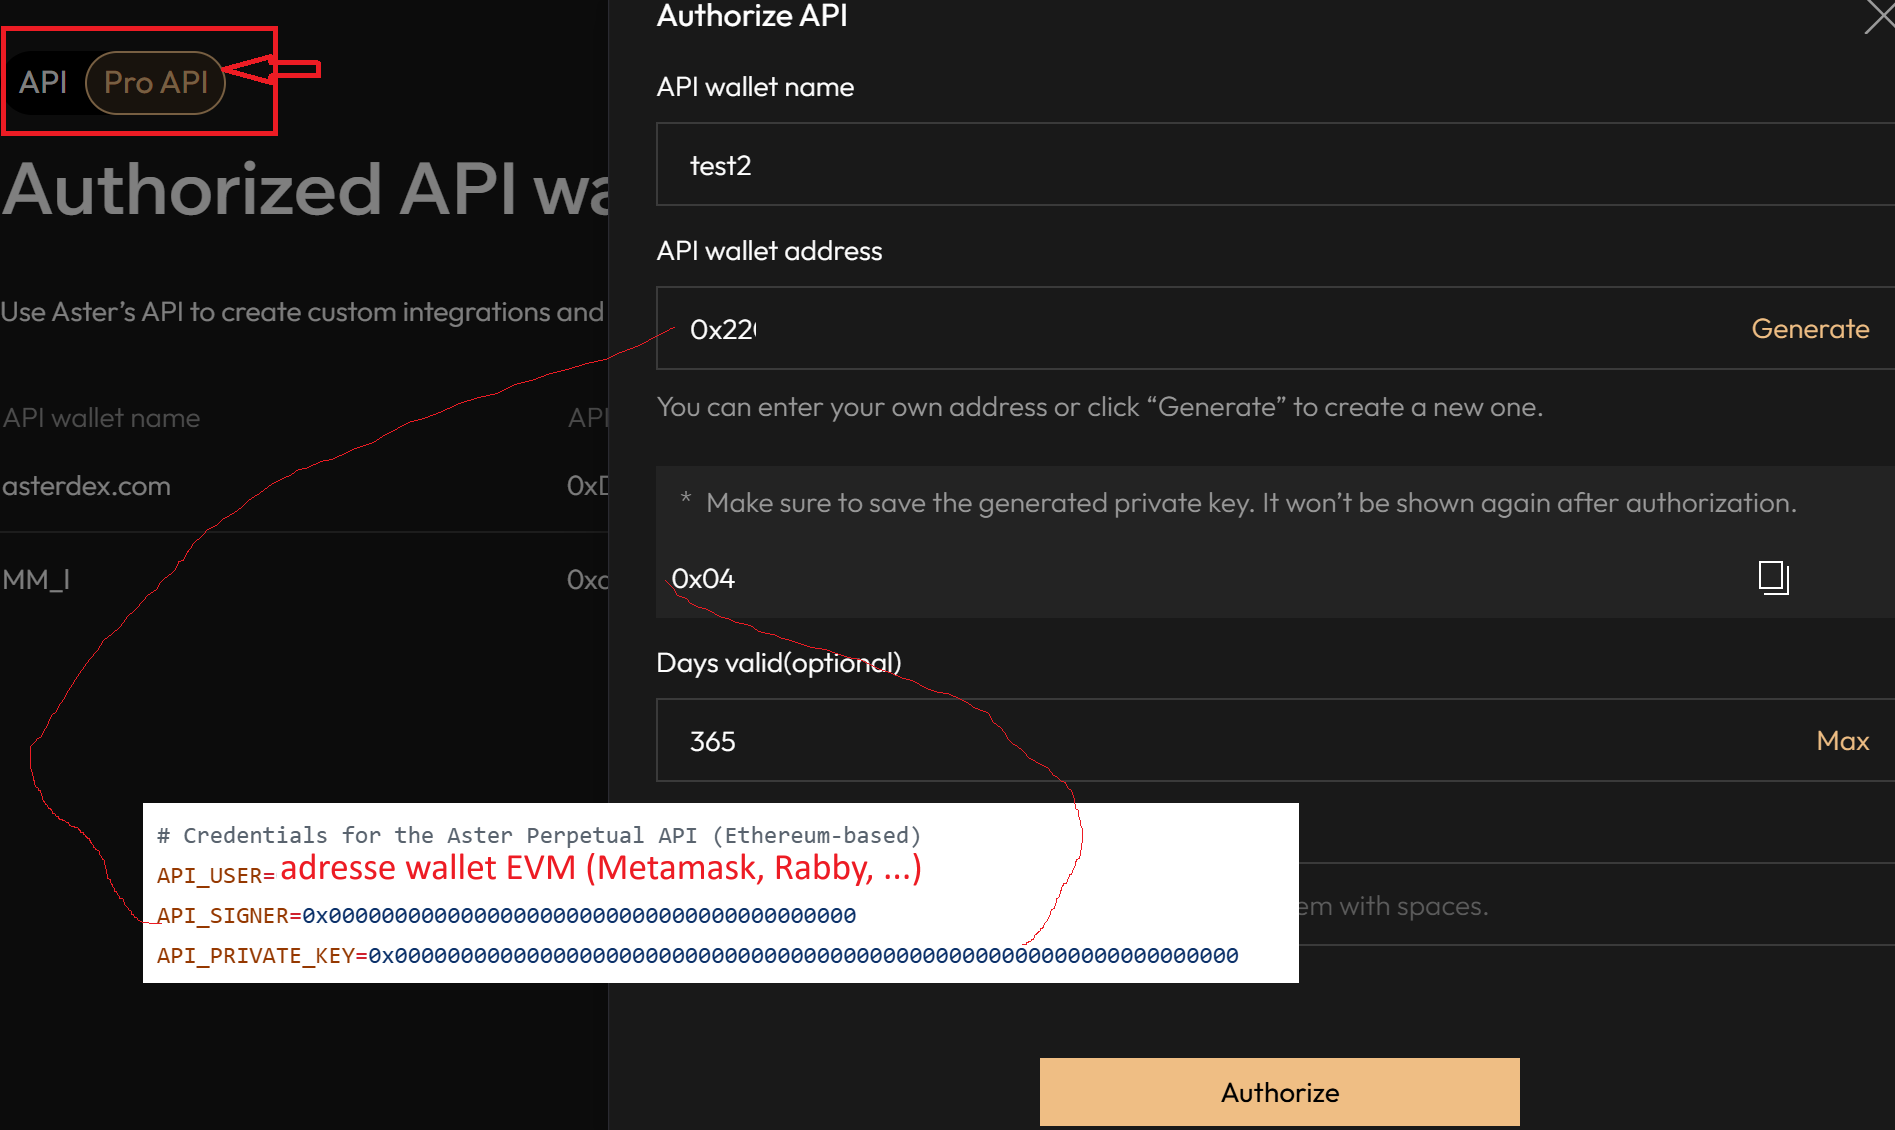 API Pro API
Authorized API wa
Use Aster's API to create custom integrations and
API wallet name API
asterdex.com 0xD
MM_l 0xc
Authorize API
API wallet name
test2
API wallet address
0x220 Generate
You can enter your own address or click “Generate” to create a new one.
* Make sure to save the generated private key. It won't be shown again after authorization.
0x04
Days valid(optional)
365 Max
# Credentials for the Aster Perpetual API (Ethereum-based)
API_USER= adresse wallet EVM (Metamask, Rabby, ...)
API_SIGNER=0x0000000000000000000000000000000000000000
API_PRIVATE_KEY=0x0000000000000000000000000000000000000000000000000000000000000000
em with spaces.
Authorize